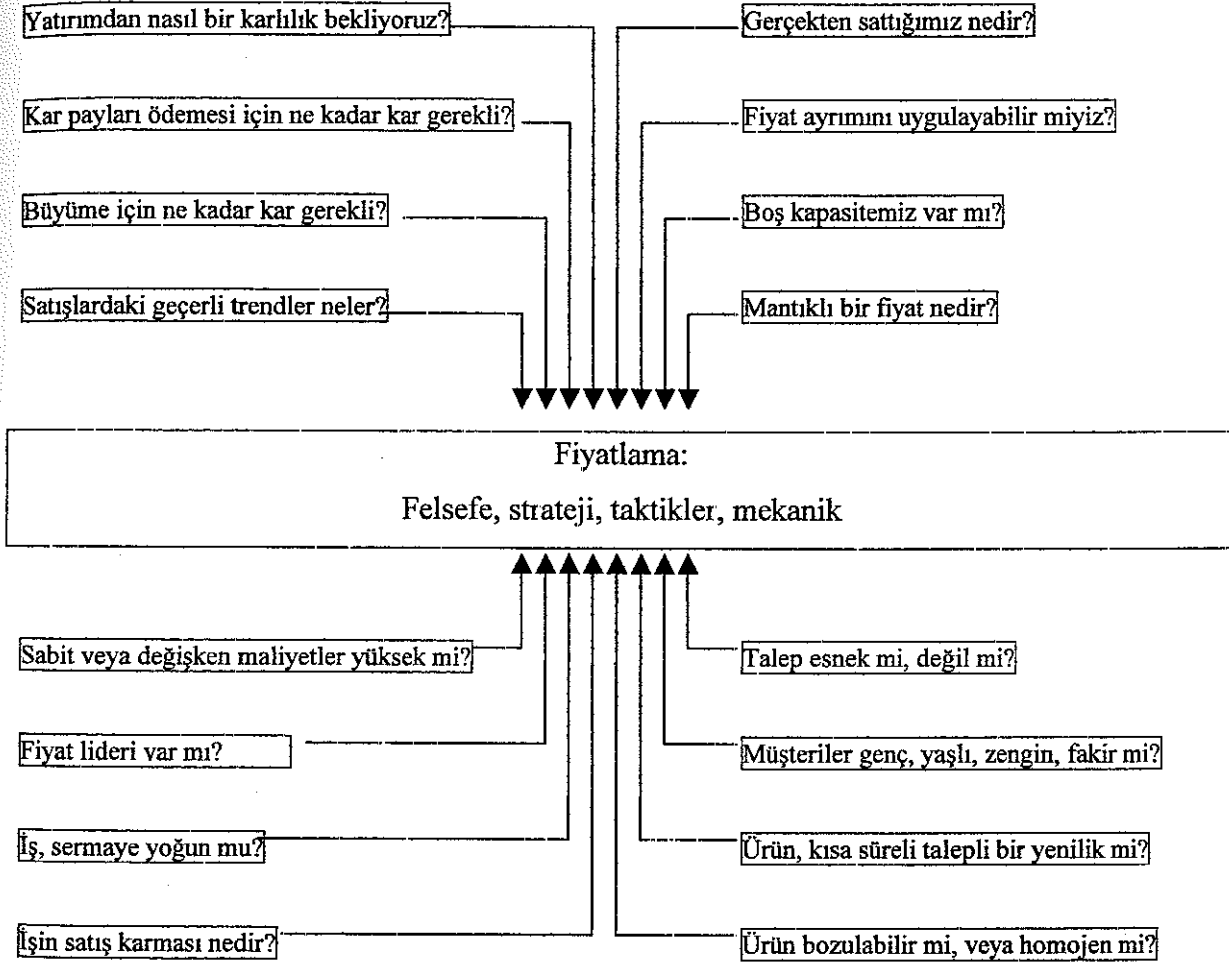 Yatırımdan nasıl bir karlılık bekliyoruz?
Gerçekten sattığımız nedir?
Kar payları ödemesi için ne kadar kar gerekli?
Fiyat ayrımını uygulayabilir miyiz?
Büyüme için ne kadar kar gerekli?
Boş kapasitemiz var mı?
Satışlardaki geçerli trendler neler?
Mantıklı bir fiyat nedir?
Fiyatlama:
Felsefe, strateji, taktikler, mekanik
Sabit veya değişken maliyetler yüksek mi?
Talep esnek mi, değil mi?
Fiyat lideri var mı?
Müşteriler genç, yaşlı, zengin, fakir mi?
İş, sermaye yoğun mu?
Ürün, kısa süreli talepli bir yenilik mi?
İşin satış karması nedir?
Ürün bozulabilir mi, veya homojen mi?